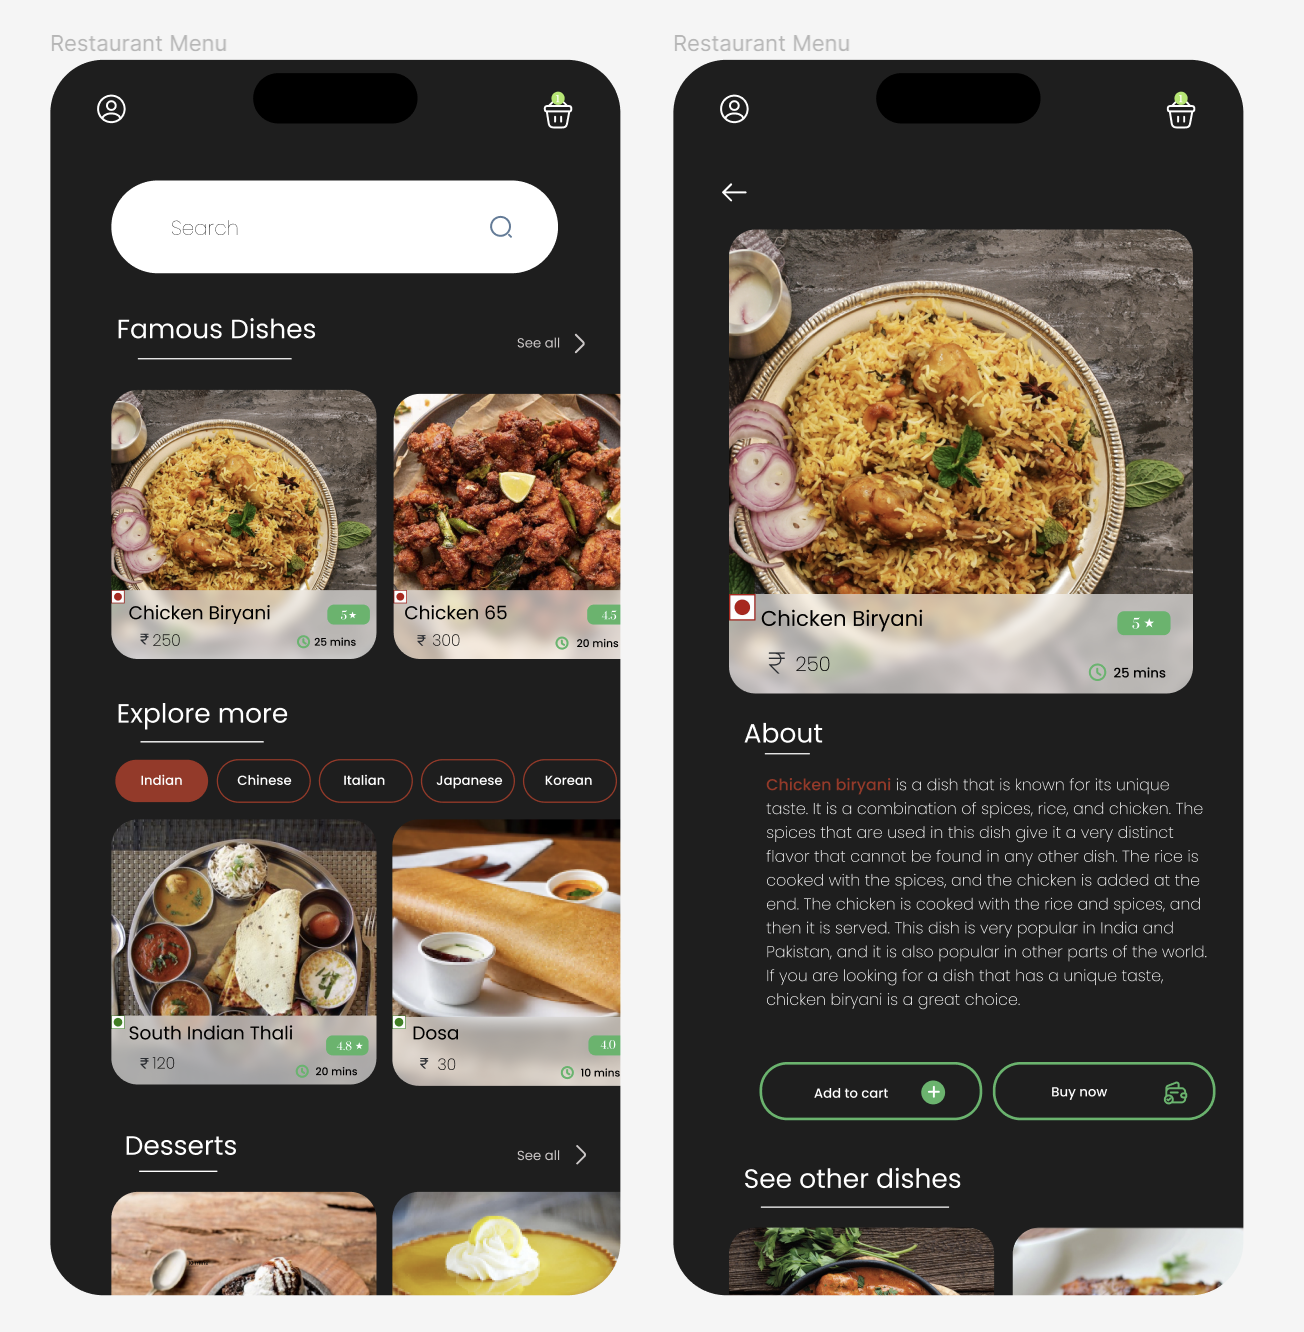 Restaurant Menu
1
Search
Famous Dishes
See all
Chicken Biryani
5★
₹ 250
25 mins
Chicken 65
4.5
₹ 300
20 mins
Explore more
Indian
Chinese
Italian
Japanese
Korean
South Indian Thali
4.8 ★
₹ 120
20 mins
Dosa
4.0
₹ 30
10 mins
Desserts
See all
Restaurant Menu
1
Chicken Biryani
5 ★
₹ 250
25 mins
About
Chicken biryani is a dish that is known for its unique
taste. It is a combination of spices, rice, and chicken. The
spices that are used in this dish give it a very distinct
flavor that cannot be found in any other dish. The rice is
cooked with the spices, and the chicken is added at the
end. The chicken is cooked with the rice and spices, and
then it is served. This dish is very popular in India and
Pakistan, and it is also popular in other parts of the world.
If you are looking for a dish that has a unique taste,
chicken biryani is a great choice.
Add to cart
Buy now
See other dishes